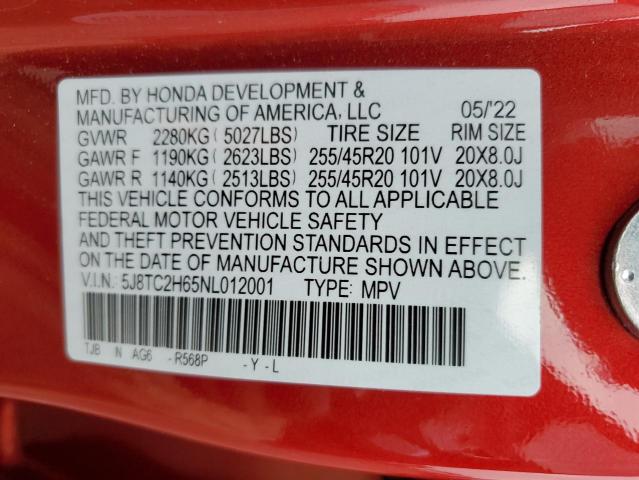 MFD. BY HONDA DEVELOPMENT &
MANUFACTURING OF AMERICA, LLC 05/'22
GVWR 2280KG ( 5027LBS) TIRE SIZE RIM SIZE
GAWR F 1190KG ( 2623LBS) 255/45R20 101V 20X8.0J
GAWR R 1140KG ( 2513LBS) 255/45R20 101V 20X8.0J
THIS VEHICLE CONFORMS TO ALL APPLICABLE
FEDERAL MOTOR VEHICLE SAFETY
AND THEFT PREVENTION STANDARDS IN EFFECT
ON THE DATE OF MANUFACTURE SHOWN ABOVE.
V.I.N.: 5J8TC2H65NL012001 TYPE: MPV
TJB N AG6 - R568P - Y - L